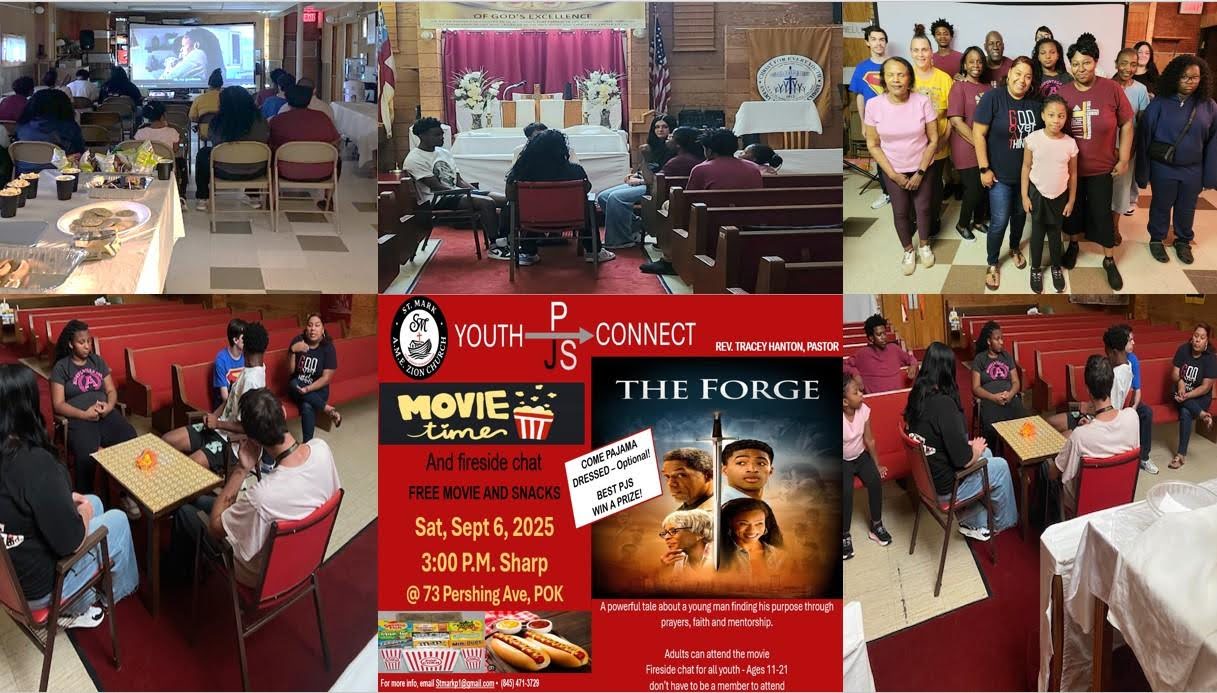 OF GOD'S EXCELLENCE
ST. MARK
SM
A.M.E. ZION CHURCH
YOUTH
P
JS
CONNECT
REV. TRACEY HANTON, PASTOR
MOVIE
time
And fireside chat
FREE MOVIE AND SNACKS
Sat, Sept 6, 2025
3:00 P.M. Sharp
@ 73 Pershing Ave, POK
THE FORGE
COME PAJAMA
DRESSED – Optional!
BEST PJS
WIN A PRIZE!
A powerful tale about a young man finding his purpose through
prayers, faith and mentorship.
Adults can attend the movie
Fireside chat for all youth - Ages 11-21
don't have to be a member to attend
For more info, email Stmarkp1@gmail.com • (845) 471-3729